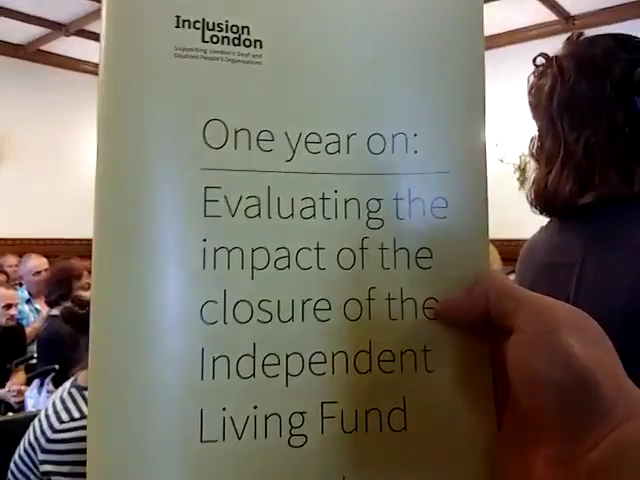 Inclusion
London
Supporting London's Deaf and
Disabled People's Organisations
One year on:
Evaluating the
impact of the
closure of the
Independent
Living Fund